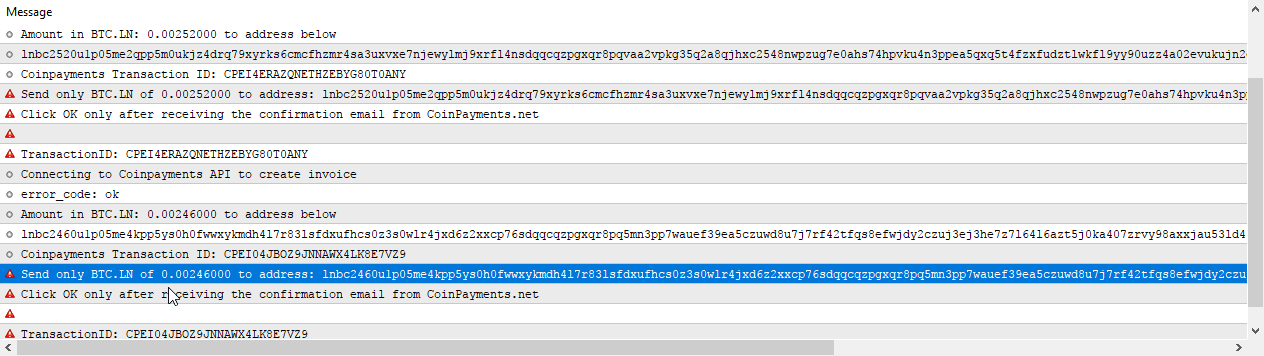 Message
Amount in BTC.LN: 0.00252000 to address below
lnbc2520u1p05me2qpp5m0ukjz4drq79xyrks6cmcfhzmr4sa3uxvxe7njewylmj9xrfl4nsdqqcqzpgxqr8pqvaa2vpkg35q2a8qjhxc2548nwpzug7e0ahs74hpvku4n3ppea5qxq5t4fzxfudztlwkfl9yy90uzz4a02evukujn2
Coinpayments Transaction ID: CPEI4ERAZQNETHZEBYG80T0ANY
Send only BTC.LN of 0.00252000 to address: lnbc2520u1p05me2qpp5m0ukjz4drq79xyrks6cmcfhzmr4sa3uxvxe7njewylmj9xrfl4nsdqqcqzpgxqr8pqvaa2vpkg35q2a8qjhxc2548nwpzug7e0ahs74hpvku4n3pp
Click OK only after receiving the confirmation email from CoinPayments.net
TransactionID: CPEI4ERAZQNETHZEBYG80T0ANY
Connecting to Coinpayments API to create invoice
error_code: ok
Amount in BTC.LN: 0.00246000 to address below
lnbc2460u1p05me4kpp5ys0h0fwwxykmdh4l7r83lsfdxufhcs0z3s0wlr4jxd6z2xxcp76sdqqcqzpgxqr8pq5mn3pp7wauef39ea5czuwd8u7j7rf42tfqs8efwjdy2czuj3ej3he7z7l64l6azt5j0ka407zrvy98axxjau53ld4
Coinpayments Transaction ID: CPEI04JBOZ9JNNAWX4LK8E7VZ9
Send only BTC.LN of 0.00246000 to address: lnbc2460u1p05me4kpp5ys0h0fwwxykmdh4l7r83lsfdxufhcs0z3s0wlr4jxd6z2xxcp76sdqqcqzpgxqr8pq5mn3pp7wauef39ea5czuwd8u7j7rf42tfqs8efwjdy2czu
Click OK only after receiving the confirmation email from CoinPayments.net
TransactionID: CPEI04JBOZ9JNNAWX4LK8E7VZ9